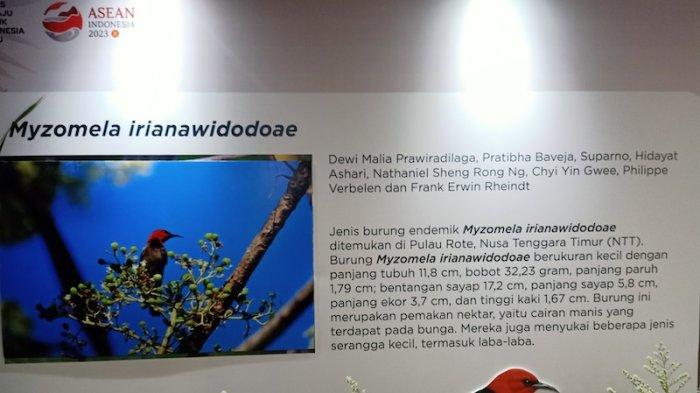 ASEAN
INDONESIA
2023
Myzomela irianawidodoae
Dewi Malia Prawiradilaga, Pratibha Baveja, Suparno, Hidayat
Ashari, Nathaniel Sheng Rong Ng, Chyi Yin Gwee, Philippe
Verbelen dan Frank Erwin Rheindt
Jenis burung endemik Myzomela irianawidodoae
ditemukan di Pulau Rote, Nusa Tenggara Timur (NTT).
Burung Myzomela irianawidodoae berukuran kecil dengan
panjang tubuh 11,8 cm, bobot 32,23 gram, panjang paruh
1,79 cm; bentangan sayap 17,2 cm, panjang sayap 5,8 cm,
panjang ekor 3,7 cm, dan tinggi kaki 1,67 cm. Burung ini
merupakan pemakan nektar, yaitu cairan manis yang
terdapat pada bunga. Mereka juga menyukai beberapa jenis
serangga kecil, termasuk laba-laba.